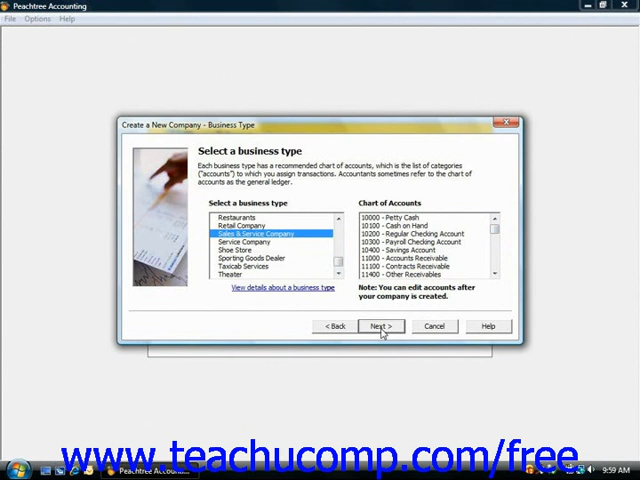 Peachtree Accounting
File Options Help
Create a New Company - Business Type
Select a business type
Each business type has a recommended chart of accounts, which is the list of categories
("accounts") to which you assign transactions. Accountants sometimes refer to the chart of
accounts as the general ledger.
Select a business type
Restaurants
Retail Company
Sales & Service Company
Service Company
Shoe Store
Sporting Goods Dealer
Taxicab Services
Theater
View details about a business type
Chart of Accounts
10000 - Petty Cash
10100 - Cash on Hand
10200 - Regular Checking Account
10300 - Payroll Checking Account
10400 - Savings Account
11000 - Accounts Receivable
11100 - Contracts Receivable
11400 - Other Receivables
Note: You can edit accounts after
your company is created.
< Back Next > Cancel Help
www.teachucomp.com/free
Peachtree Accounti...
9:59 AM